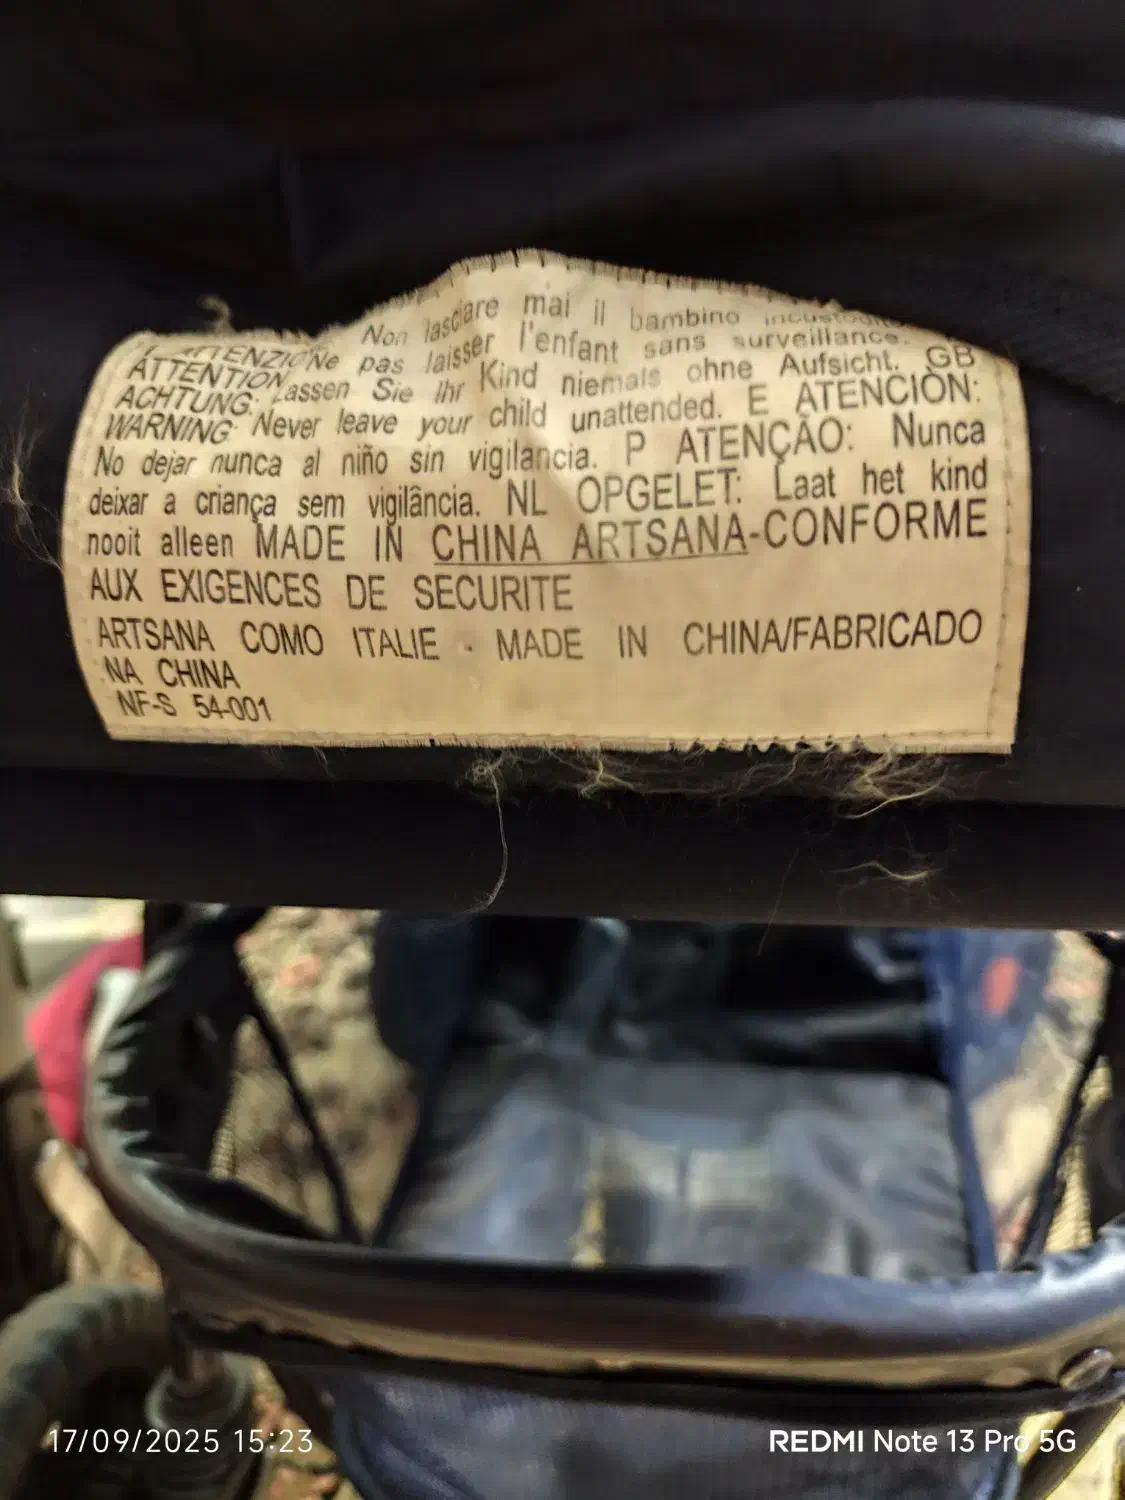 ATTENZIONE Non lasciare mai il bambino incustodito
ATTENTION Ne pas laisser l'enfant sans surveillance.
ACHTUNG: Lassen Sie Ihr Kind niemals ohne Aufsicht. GB
WARNING: Never leave your child unattended. E ATENCIÒN:
No dejar nunca al niño sin vigilancia. P ATENÇÃO: Nunca
deixar a criança sem vigilância. NL OPGELET: Laat het kind
nooit alleen MADE IN CHINA ARTSANA-CONFORME
AUX EXIGENCES DE SECURITE
ARTSANA COMO ITALIE - MADE IN CHINA/FABRICADO
NA CHINA
NF-S 54-001
17/09/2025 15:23
REDMI Note 13 Pro 5G